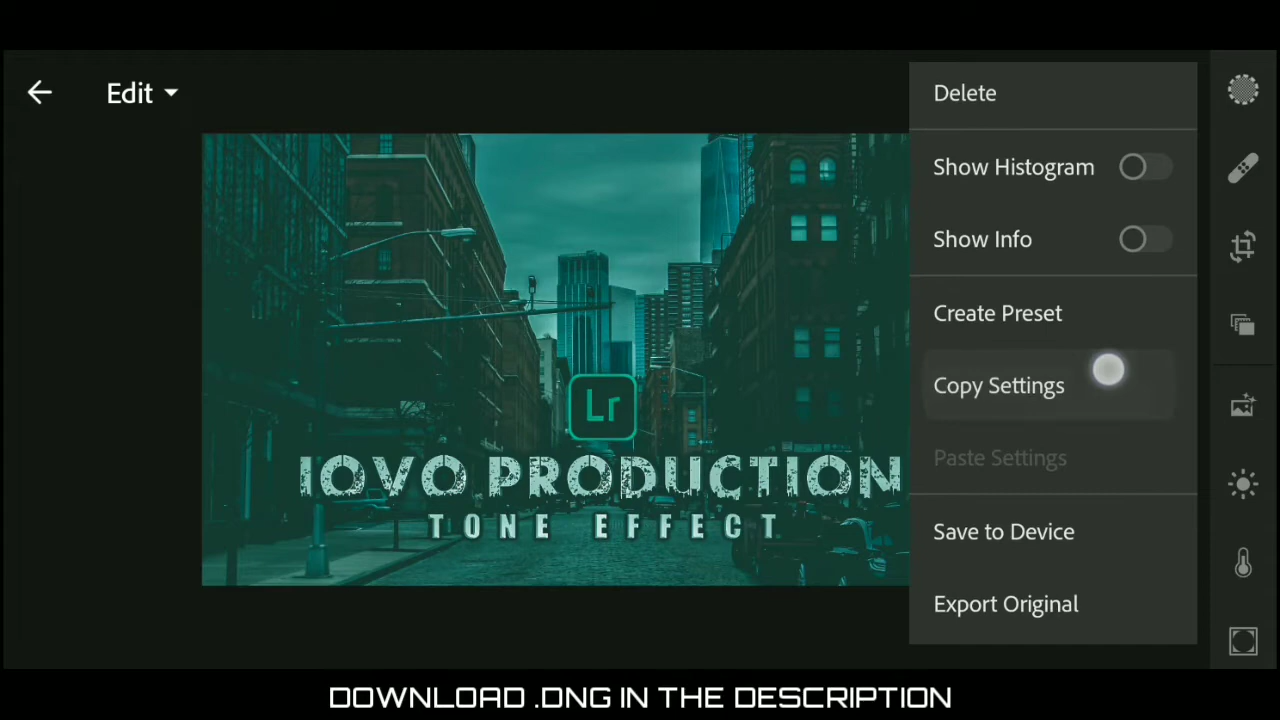 Edit
Delete
Show Histogram
Show Info
Create Preset
Copy Settings
Paste Settings
Save to Device
Export Original
Lr
IOVO PRODUCTION
TONE EFFECT
DOWNLOAD .DNG IN THE DESCRIPTION